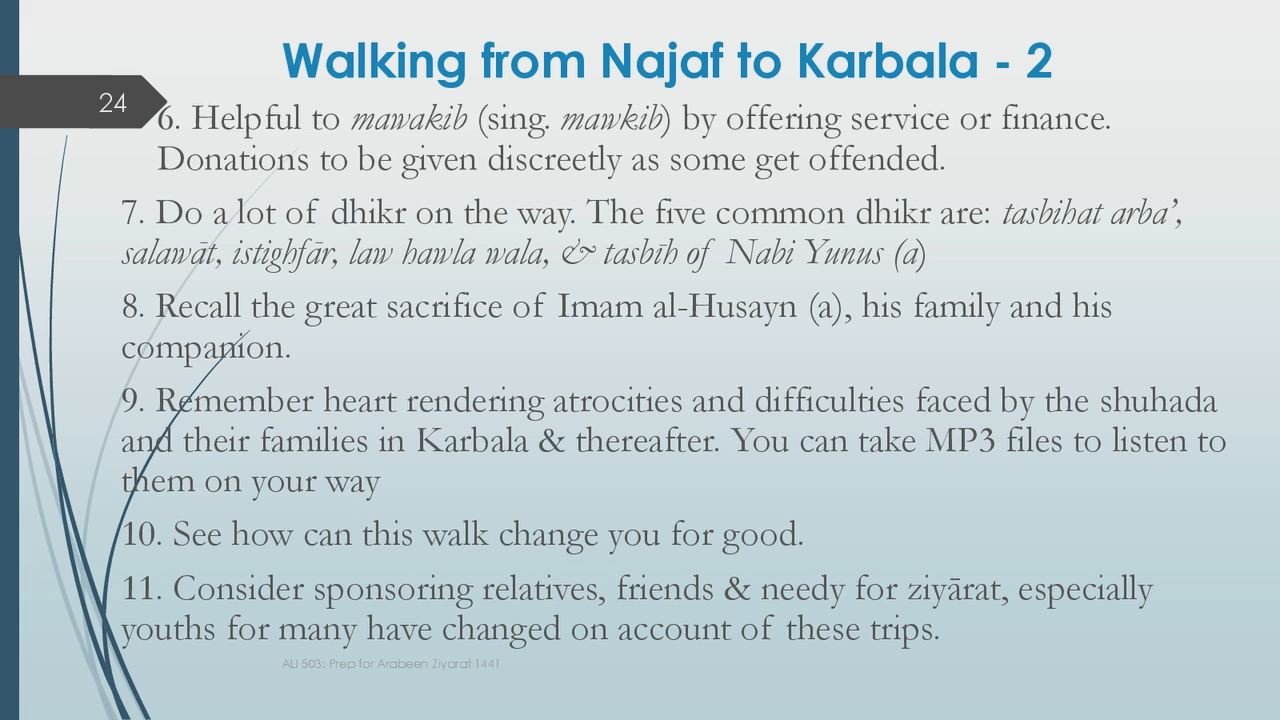 Walking from Najaf to Karbala - 2
24
6. Helpful to mawakib (sing. mawkib) by offering service or finance.
Donations to be given discreetly as some get offended.
7. Do a lot of dhikr on the way. The five common dhikr are: tasbihat arba’,
salawāt, istighfār, law hawla wala, & tasbīh of Nabi Yunus (a)
8. Recall the great sacrifice of Imam al-Husayn (a), his family and his
companion.
9. Remember heart rendering atrocities and difficulties faced by the shuhada
and their families in Karbala & thereafter. You can take MP3 files to listen to
them on your way
10. See how can this walk change you for good.
11. Consider sponsoring relatives, friends & needy for ziyārat, especially
youths for many have changed on account of these trips.
ALI 503: Prep for Arabeen Ziyarat 1441